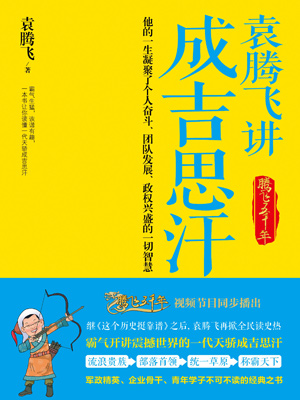 袁腾飞讲
成吉思汗
腾飞五千年
他的一生凝聚了个人奋斗、团队发展、政权兴盛的一切智慧
袁腾飞 著
霸气生猛，诙谐有趣，
一本书让你读懂一代天骄成吉思汗
腾飞五千年 视频节目同步播出
继《这个历史挺靠谱》之后，袁腾飞再掀全民读史热
霸气开讲震撼世界的一代天骄成吉思汗
流浪贵族 部落首领 统一草原 称霸天下
军政精英、企业骨干、青年学子不可不读的经典之书